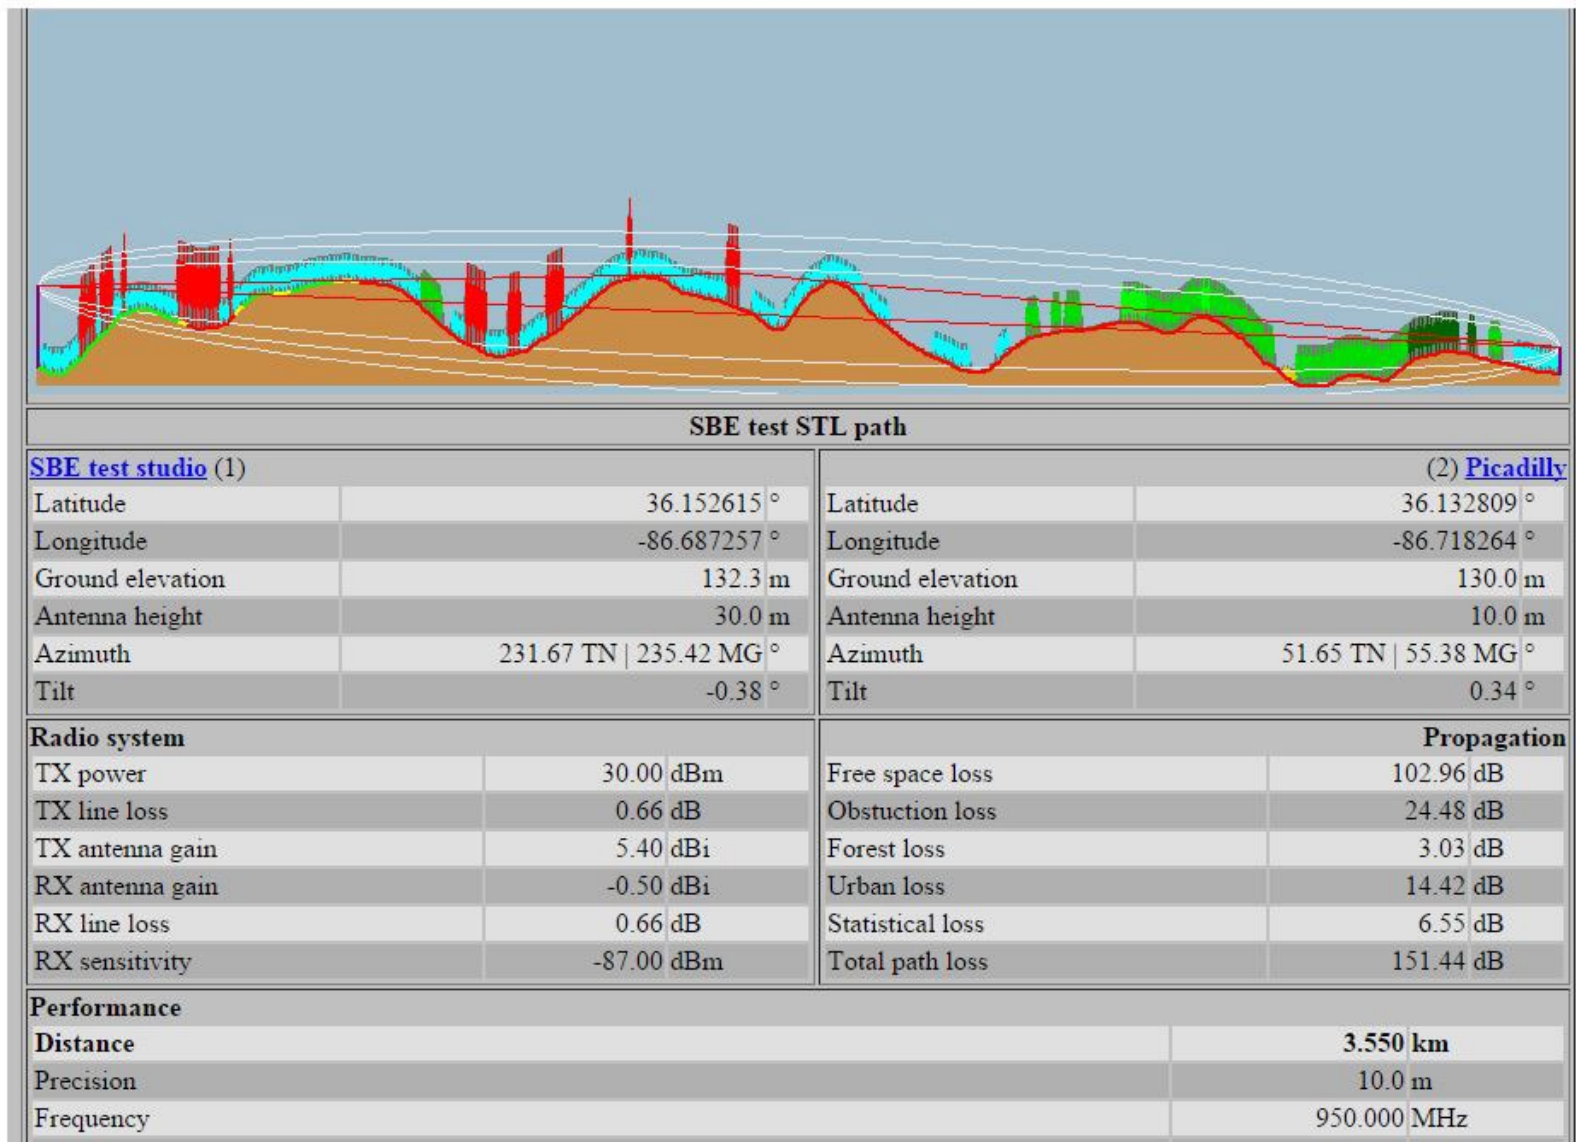 SBE test STL path
SBE test studio (1) (2) Picadilly
Latitude 36.152615 ° Latitude 36.132809 °
Longitude -86.687257 ° Longitude -86.718264 °
Ground elevation 132.3 m Ground elevation 130.0 m
Antenna height 30.0 m Antenna height 10.0 m
Azimuth 231.67 TN | 235.42 MG ° Azimuth 51.65 TN | 55.38 MG °
Tilt -0.38 ° Tilt 0.34 °
Radio system Propagation
TX power 30.00 dBm Free space loss 102.96 dB
TX line loss 0.66 dB Obstuction loss 24.48 dB
TX antenna gain 5.40 dBi Forest loss 3.03 dB
RX antenna gain -0.50 dBi Urban loss 14.42 dB
RX line loss 0.66 dB Statistical loss 6.55 dB
RX sensitivity -87.00 dBm Total path loss 151.44 dB
Performance
Distance 3.550 km
Precision 10.0 m
Frequency 950.000 MHz